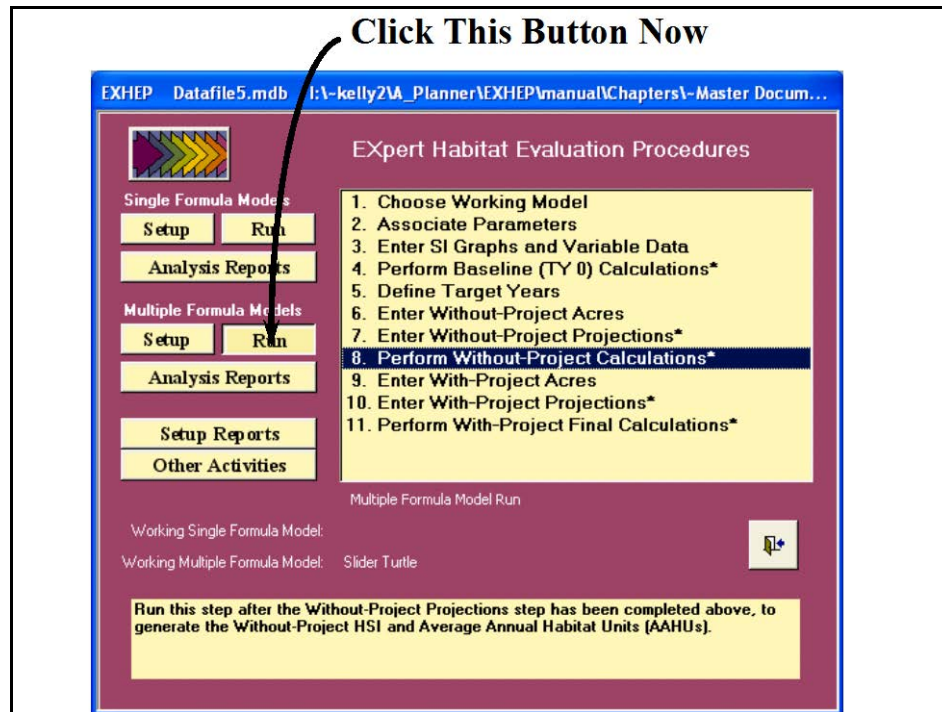 Click This Button Now
EXHEP Datafile5.mdb I:\~kelly2\A_Planner\EXHEP\manual\Chapters\~Master Docum...
EXpert Habitat Evaluation Procedures
Single Formula Models
Setup Run
Analysis Reports
Multiple Formula Models
Setup Run
Analysis Reports
Setup Reports
Other Activities
1. Choose Working Model
2. Associate Parameters
3. Enter SI Graphs and Variable Data
4. Perform Baseline (TY 0) Calculations*
5. Define Target Years
6. Enter Without-Project Acres
7. Enter Without-Project Projections*
8. Perform Without-Project Calculations*
9. Enter With-Project Acres
10. Enter With-Project Projections*
11. Perform With-Project Final Calculations*
Multiple Formula Model Run
Working Single Formula Model:
Working Multiple Formula Model: Slider Turtle
Run this step after the Without-Project Projections step has been completed above, to
generate the Without-Project HSI and Average Annual Habitat Units (AAHUs).